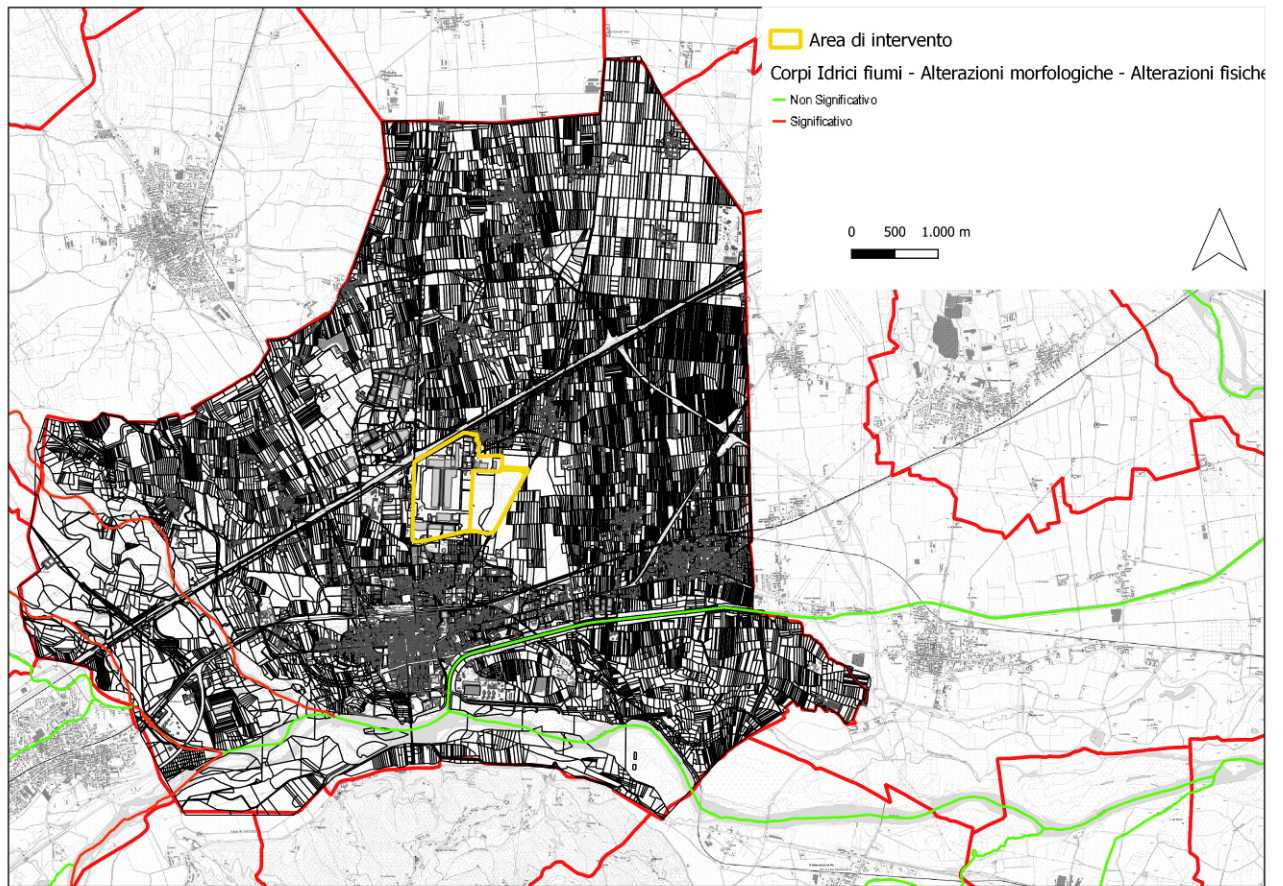 Area di intervento
Corpi Idrici fiumi - Alterazioni morfologiche - Alterazioni fisiche
Non Significativo
Significativo
0 500 1.000 m